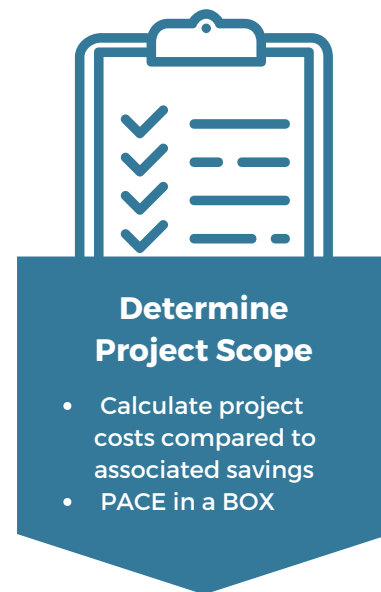 Determine
Project Scope
• Calculate project
costs compared to
associated savings
• PACE in a BOX